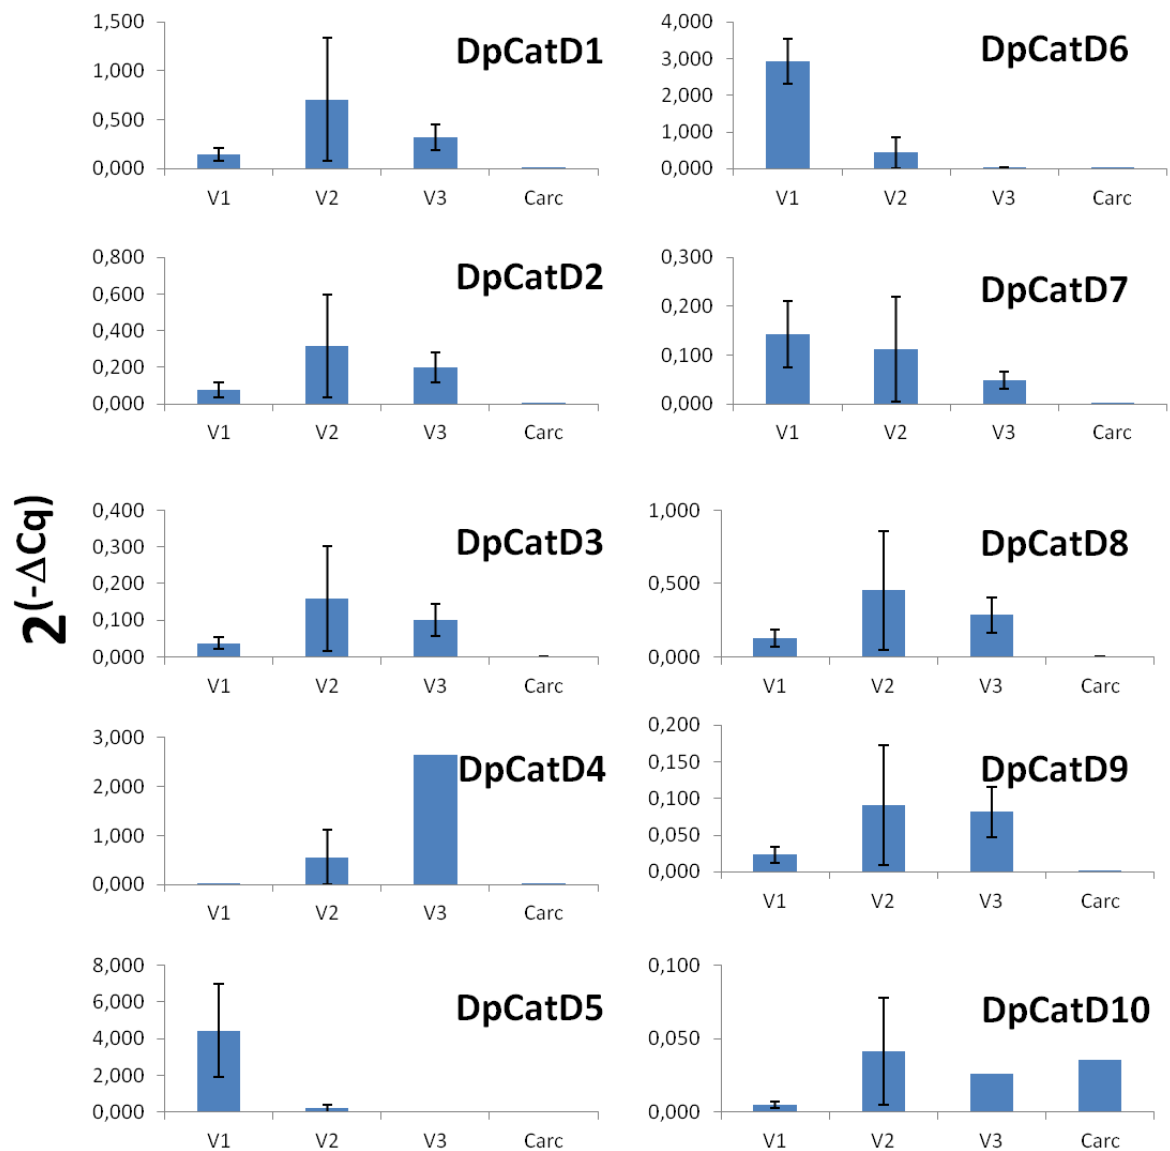 2^(-ΔCq)
DpCatD1
1,500
1,000
0,500
0,000
V1 V2 V3 Carc
DpCatD6
4,000
3,000
2,000
1,000
0,000
V1 V2 V3 Carc
DpCatD2
0,800
0,600
0,400
0,200
0,000
V1 V2 V3 Carc
DpCatD7
0,300
0,200
0,100
0,000
V1 V2 V3 Carc
DpCatD3
0,400
0,300
0,200
0,100
0,000
V1 V2 V3 Carc
DpCatD8
1,000
0,500
0,000
V1 V2 V3 Carc
DpCatD4
3,000
2,000
1,000
0,000
V1 V2 V3 Carc
DpCatD9
0,200
0,150
0,100
0,050
0,000
V1 V2 V3 Carc
DpCatD5
8,000
6,000
4,000
2,000
0,000
V1 V2 V3 Carc
DpCatD10
0,100
0,050
0,000
V1 V2 V3 Carc